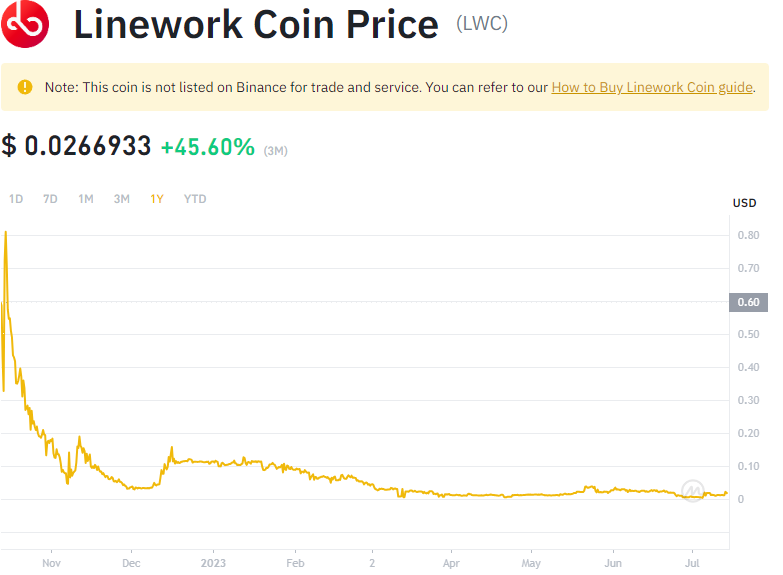 Linework Coin Price (LWC)
Note: This coin is not listed on Binance for trade and service. You can refer to our How to Buy Linework Coin guide.
$ 0.0266933 +45.60% (3M)
1D 7D 1M 3M 1Y YTD
USD
0.80
0.70
0.60
0.50
0.40
0.30
0.20
0.10
0
Nov Dec 2023 Feb 2 Apr May Jun Jul